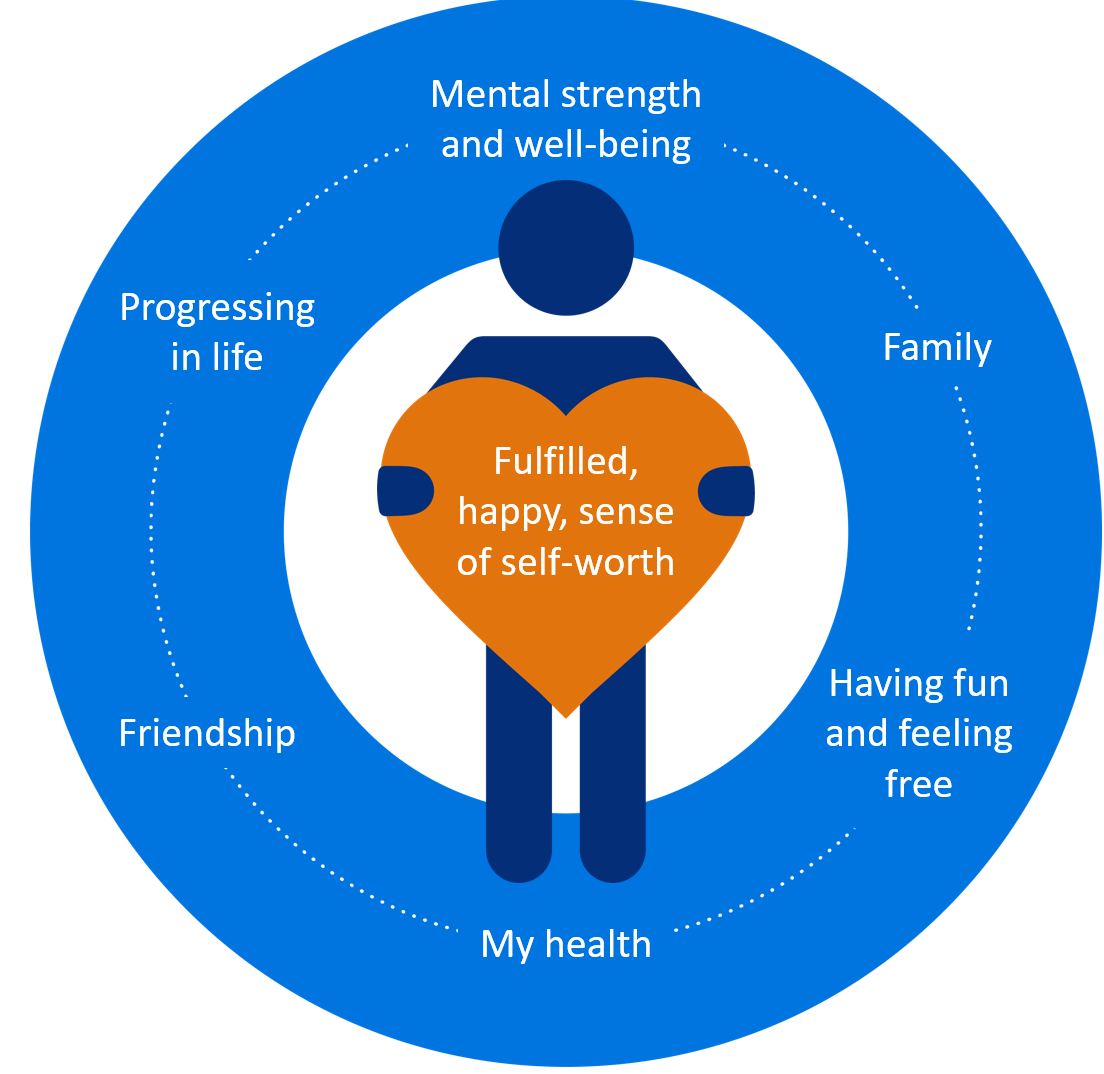 Mental strength
and well-being
Family
Having fun
and feeling
free
My health
Friendship
Progressing
in life
Fulfilled,
happy, sense
of self-worth